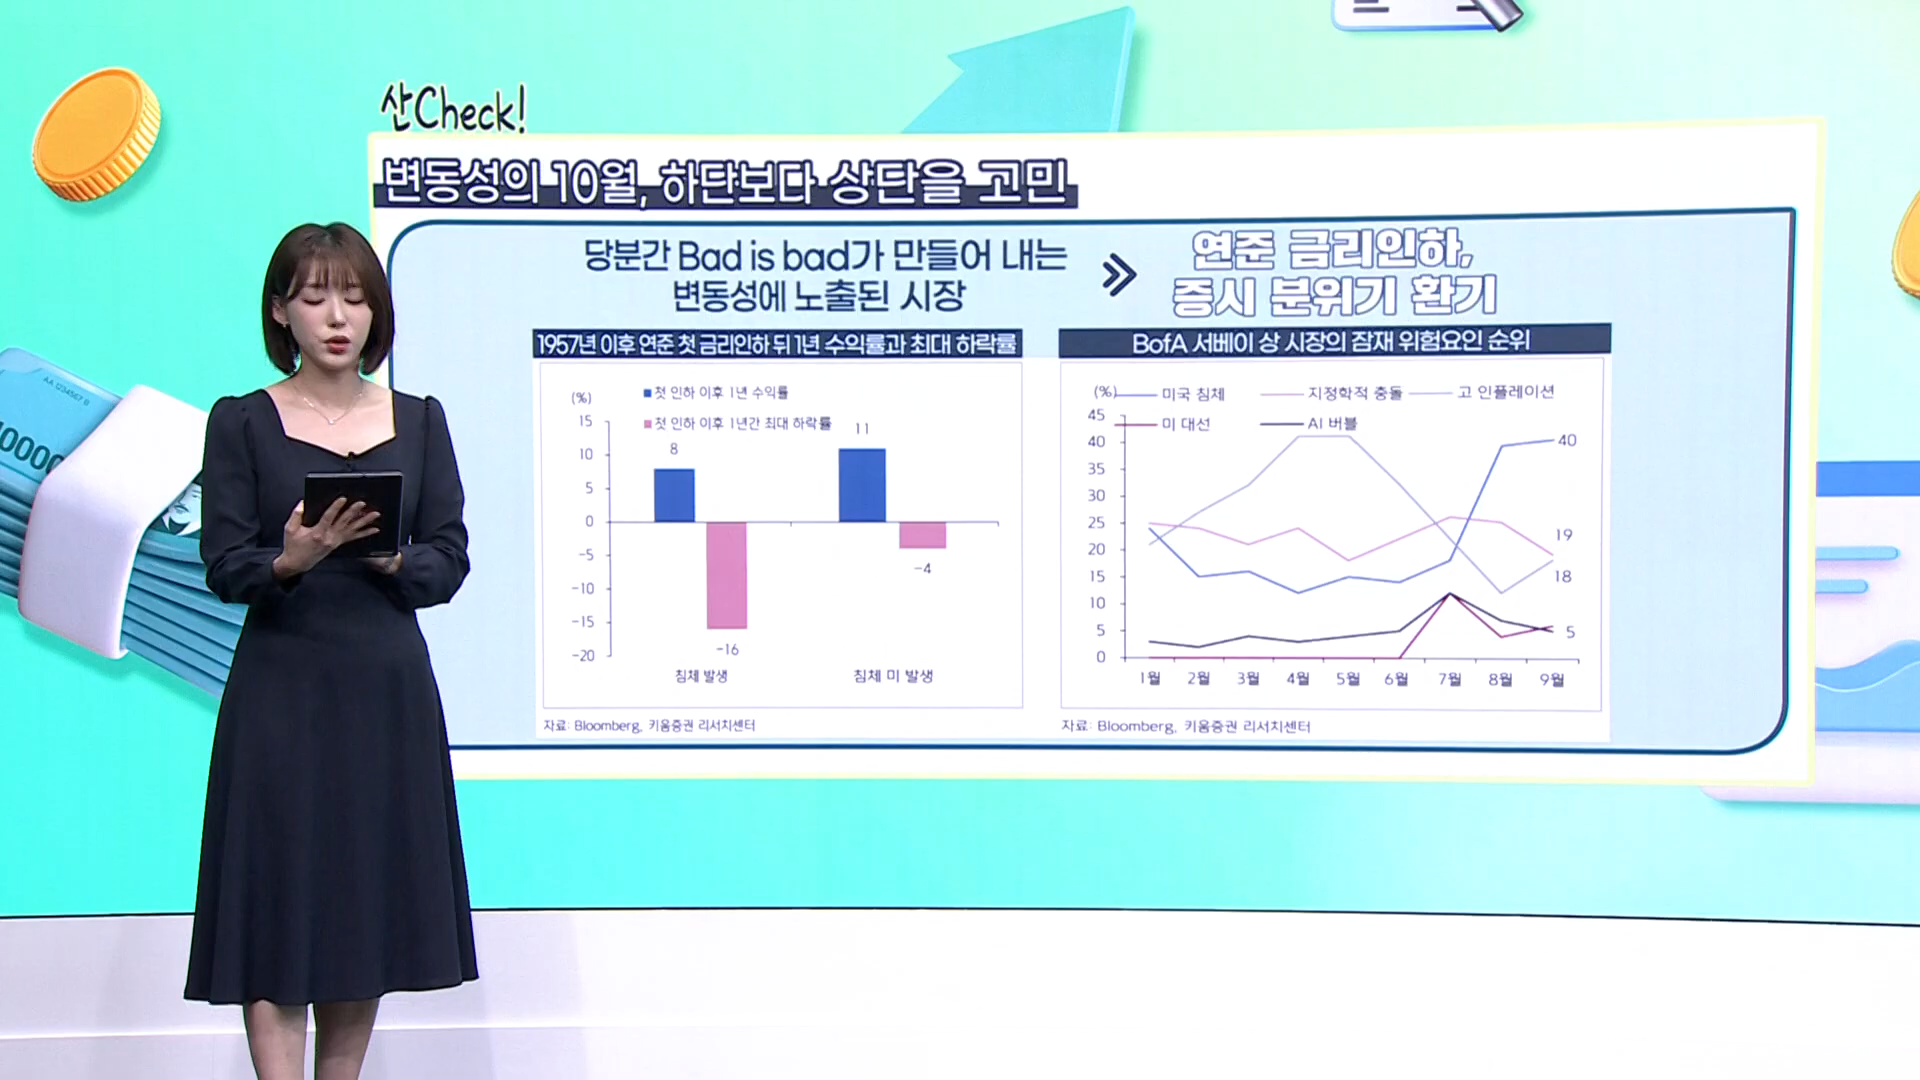 산Check!
변동성의 10월, 하단보다 상단을 고민
당분간 Bad is bad가 만들어 내는
변동성에 노출된 시장
연준 금리인하,
증시 분위기 환기
1957년 이후 연준 첫 금리인하 뒤 1년 수익률과 최대 하락률
(%)
첫 인하 이후 1년 수익률
첫 인하 이후 1년간 최대 하락률
15
10
5
0
-5
-10
-15
-20
8
-16
11
-4
침체 발생
침체 미 발생
자료: Bloomberg, 키움증권 리서치센터
BofA 서베이 상 시장의 잠재 위험요인 순위
(%)
미국 침체
지정학적 충돌
고 인플레이션
미 대선
AI 버블
45
40
35
30
25
20
15
10
5
0
40
19
18
5
1월 2월 3월 4월 5월 6월 7월 8월 9월
자료: Bloomberg, 키움증권 리서치센터